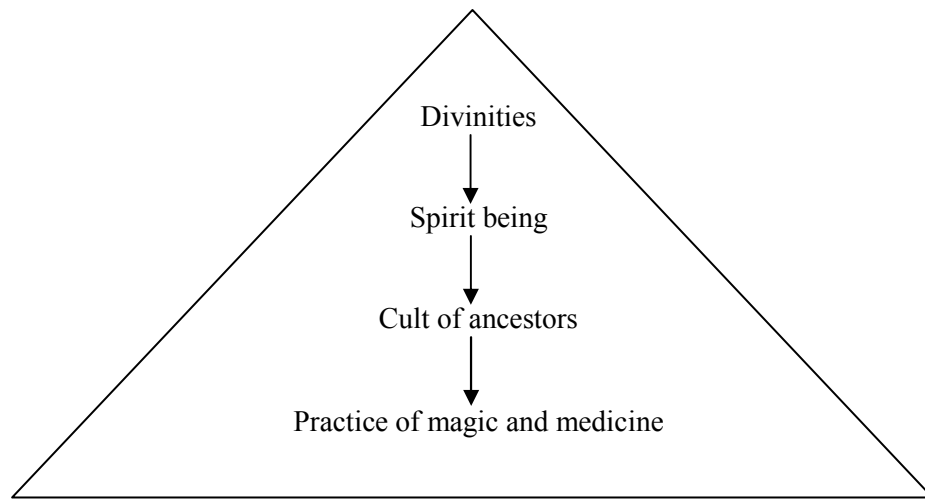 Divinities
Spirit being
Cult of ancestors
Practice of magic and medicine